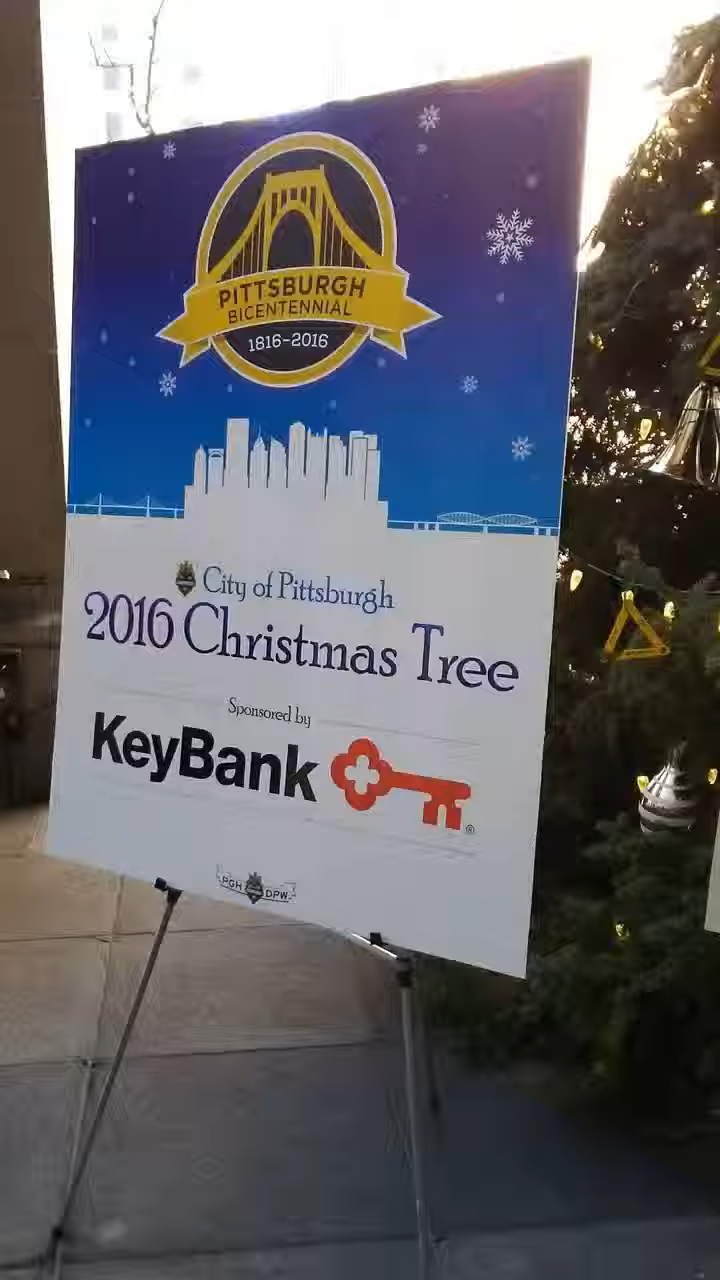 PITTSBURGH
BICENTENNIAL
1816-2016
City of Pittsburgh
2016 Christmas Tree
Sponsored by
KeyBank
®
PGH DPW